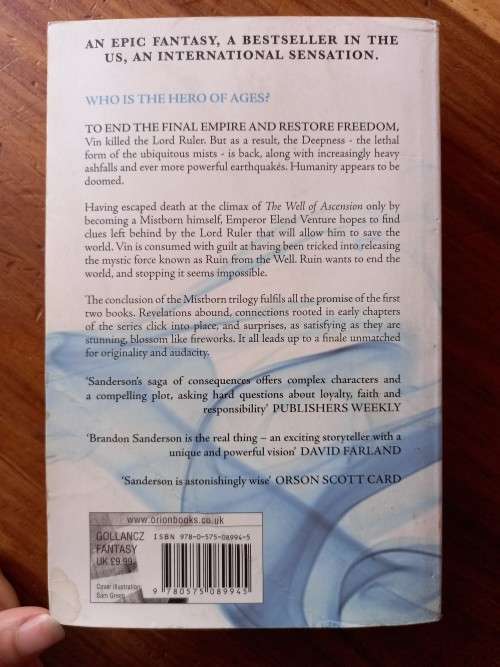 AN EPIC FANTASY, A BESTSELLER IN THE
US, AN INTERNATIONAL SENSATION.
WHO IS THE HERO OF AGES?
TO END THE FINAL EMPIRE AND RESTORE FREEDOM,
Vin killed the Lord Ruler. But as a result, the Deepness - the lethal
form of the ubiquitous mists - is back, along with increasingly heavy
ashfalls and ever more powerful earthquakes. Humanity appears to be
doomed.
Having escaped death at the climax of The Well of Ascension only by
becoming a Mistborn himself, Emperor Elend Venture hopes to find
clues left behind by the Lord Ruler that will allow him to save the
world. Vin is consumed with guilt at having been tricked into releasing
the mystic force known as Ruin from the Well. Ruin wants to end the
world, and stopping it seems impossible.
The conclusion of the Mistborn trilogy fulfils all the promise of the first
two books. Revelations abound, connections rooted in early chapters
of the series click into place, and surprises, as satisfying as they are
stunning, blossom like fireworks. It all leads up to a finale unmatched
for originality and audacity.
‘Sanderson's saga of consequences offers complex characters and
a compelling plot, asking hard questions about loyalty, faith and
responsibility’ PUBLISHERS WEEKLY
‘Brandon Sanderson is the real thing – an exciting storyteller with a
unique and powerful vision’ DAVID FARLAND
‘Sanderson is astonishingly wise’ ORSON SCOTT CARD
www.orionbooks.co.uk
GOLLANCZ
FANTASY
UK £9.99
Cover illustration:
Sam Green
ISBN 978-0-575-08994-5
9 780575 089945